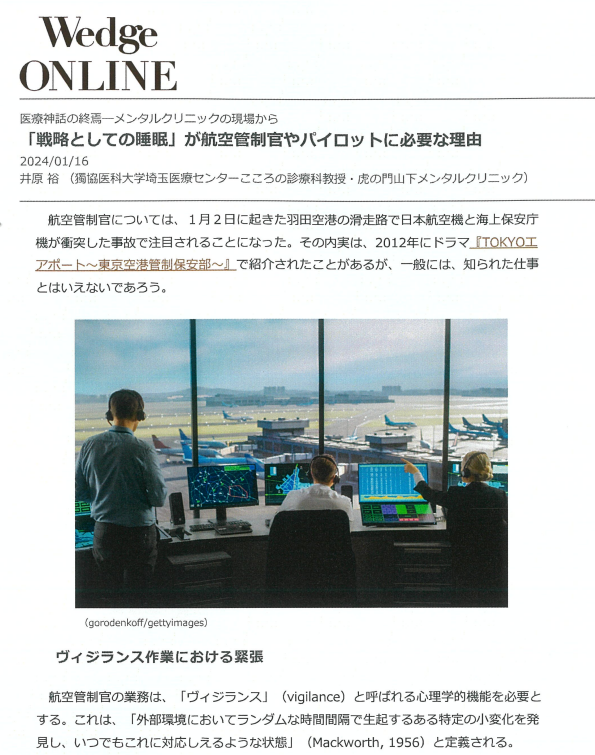 Wedge
ONLINE
医療神話の終焉―メンタルクリニックの現場から
「戦略としての睡眠」が航空管制官やパイロットに必要な理由
2024/01/16
井原 裕 （獨協医科大学埼玉医療センターこころの診療科教授・虎の門山下メンタルクリニック）
航空管制官については、１月２日に起きた羽田空港の滑走路で日本航空機と海上保安庁
機が衝突した事故で注目されることになった。その内実は、2012年にドラマ『TOKYOエ
アポート～東京空港管制保安部～』で紹介されたことがあるが、一般には、知られた仕事
とはいえないであろう。
（gorodenkoff/gettyimages）
ヴィジランス作業における緊張
航空管制官の業務は、「ヴィジランス」（vigilance）と呼ばれる心理学的機能を必要と
する。これは、「外部環境においてランダムな時間間隔で生起するある特定の小変化を発
見し、いつでもこれに対応しえるような状態」（Mackworth, 1956）と定義される。